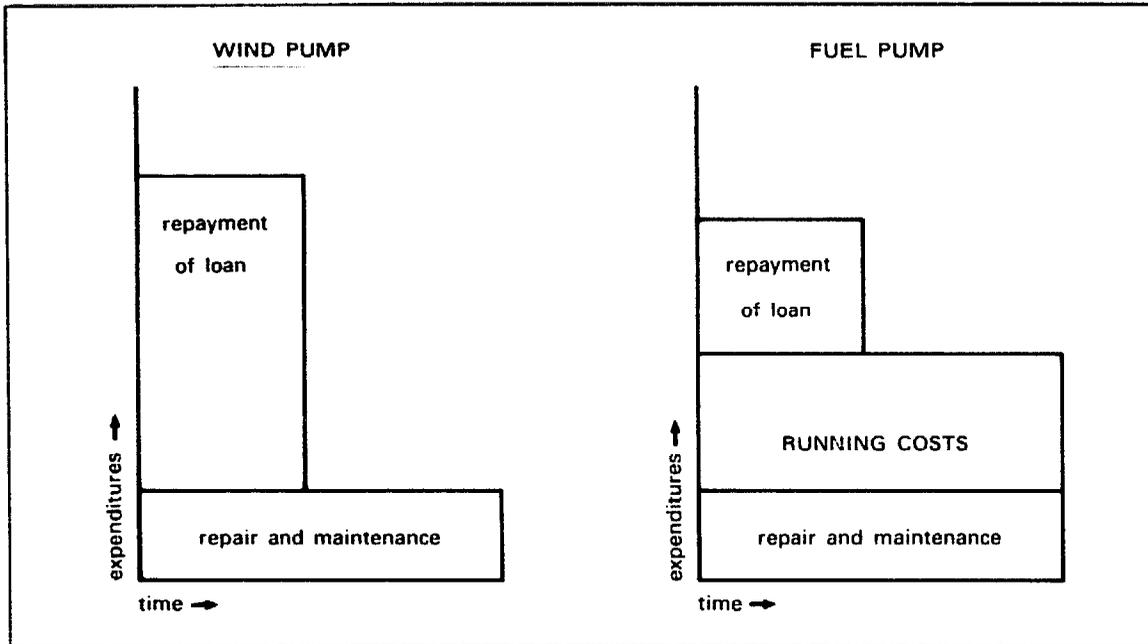 WIND PUMP
repayment
of loan
repair and maintenance
expenditures →
time →
FUEL PUMP
repayment
of loan
RUNNING COSTS
repair and maintenance
expenditures →
time →